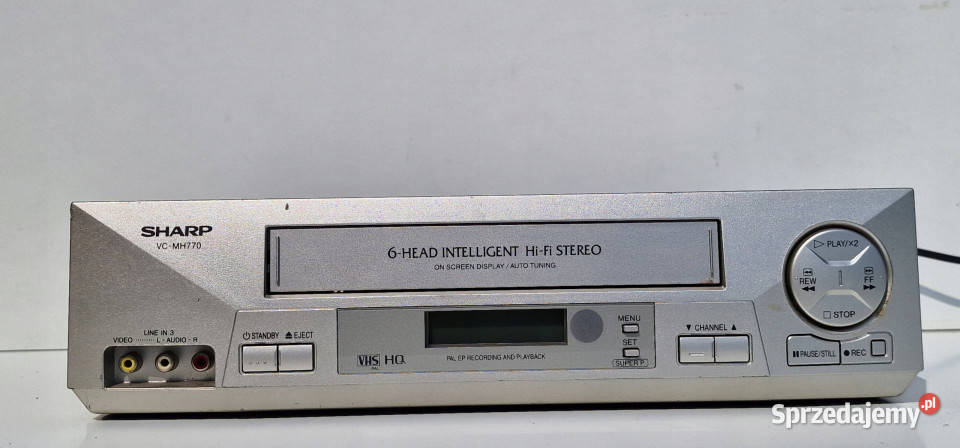 SHARP
VC-MH770
6-HEAD INTELLIGENT Hi-Fi STEREO
ON SCREEN DISPLAY / AUTO TUNING
▷ PLAY/X2
REW
◀◀
FF
▶▶
□ STOP
LINE IN 3
VIDEO ........ L - AUDIO - R
⏻ STANDBY ⏏ EJECT
VHS HQ
PAL
PAL EP RECORDING AND PLAYBACK
MENU
SET
SUPER P.
▼ CHANNEL ▲
❚❚ PAUSE/STILL
● REC
Sprzedajemy.pl